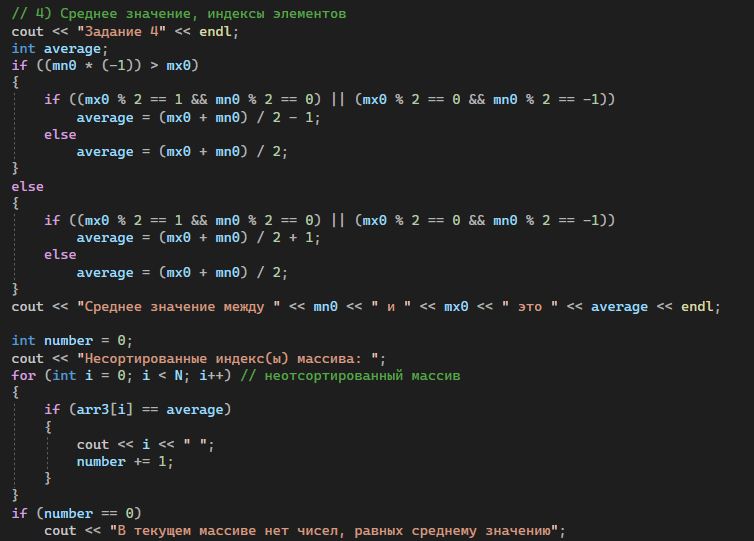 // 4) Среднее значение, индексы элементов
cout << "Задание 4" << endl;
int average;
if ((mn0 * (-1)) > mx0)
{
    if ((mx0 % 2 == 1 && mn0 % 2 == 0) || (mx0 % 2 == 0 && mn0 % 2 == -1))
        average = (mx0 + mn0) / 2 - 1;
    else
        average = (mx0 + mn0) / 2;
}
else
{
    if ((mx0 % 2 == 1 && mn0 % 2 == 0) || (mx0 % 2 == 0 && mn0 % 2 == -1))
        average = (mx0 + mn0) / 2 + 1;
    else
        average = (mx0 + mn0) / 2;
}
cout << "Среднее значение между " << mn0 << " и " << mx0 << " это " << average << endl;

int number = 0;
cout << "Несортированные индекс(ы) массива: ";
for (int i = 0; i < N; i++) // неотсортированный массив
{
    if (arr3[i] == average)
    {
        cout << i << " ";
        number += 1;
    }
}
if (number == 0)
    cout << "В текущем массиве нет чисел, равных среднему значению";